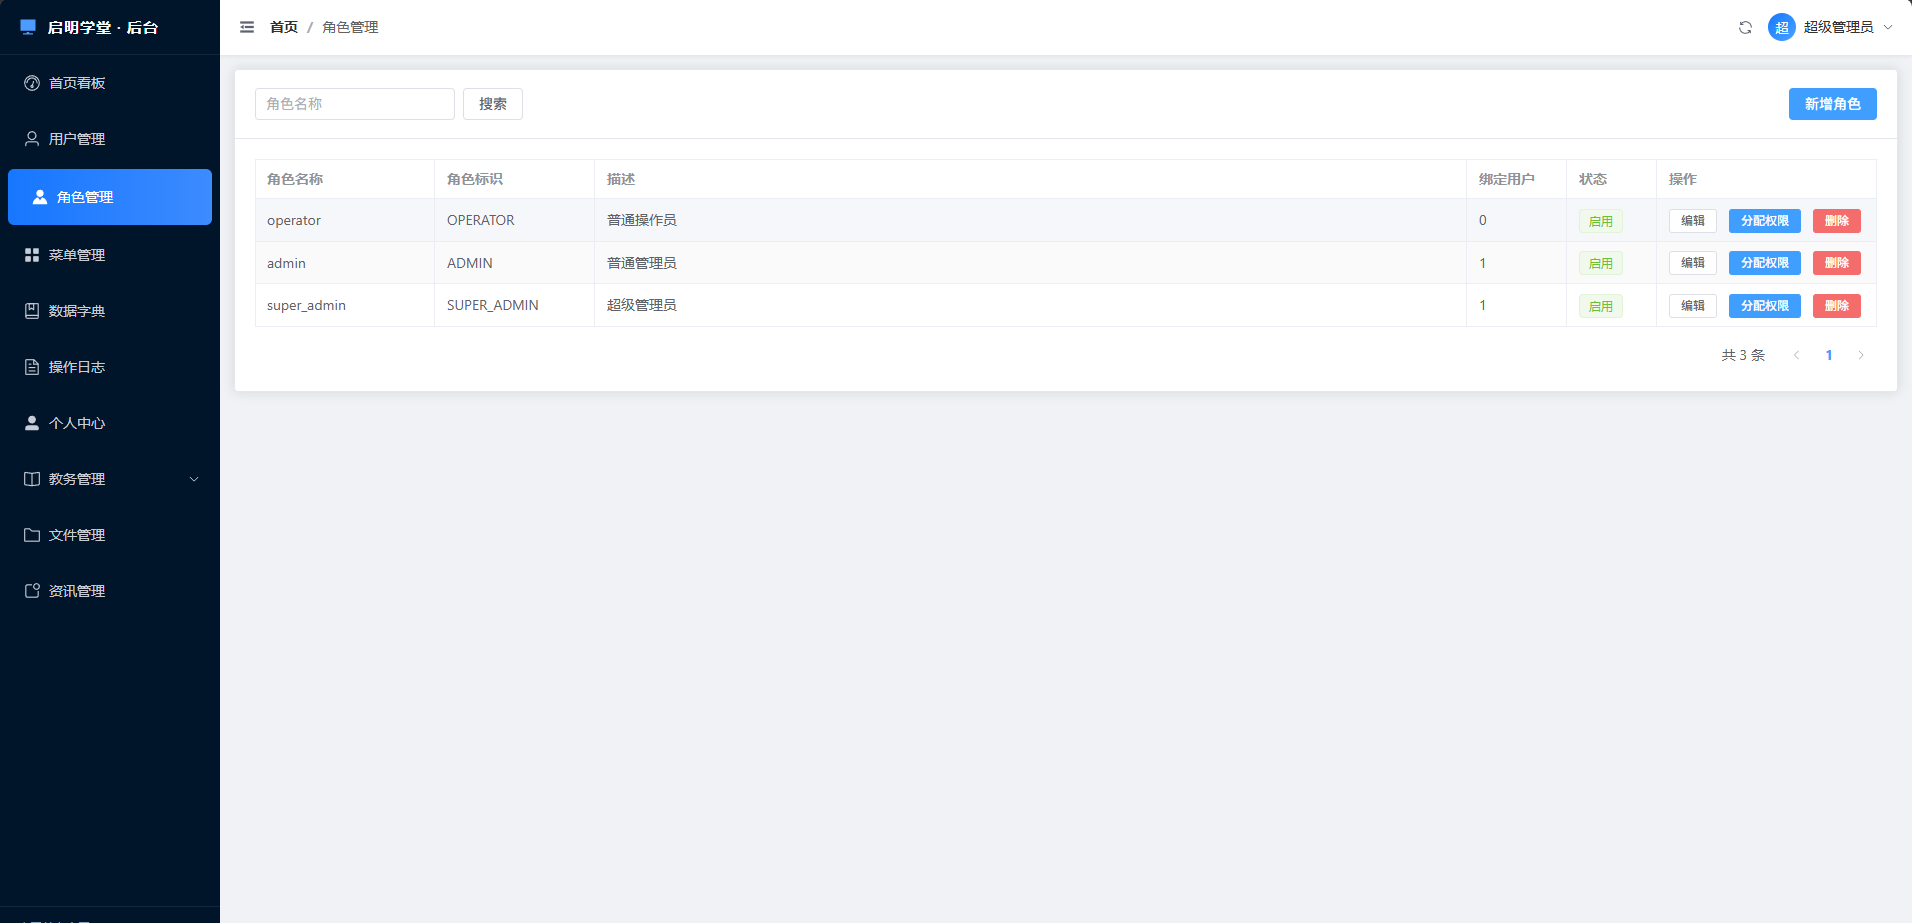 启明学堂 · 后台
首页 / 角色管理
超 超级管理员
首页看板
用户管理
角色管理
菜单管理
数据字典
操作日志
个人中心
教务管理
文件管理
资讯管理
角色名称 搜索 新增角色
角色名称 角色标识 描述 绑定用户 状态 操作
operator OPERATOR 普通操作员 0 启用 编辑 分配权限 删除
admin ADMIN 普通管理员 1 启用 编辑 分配权限 删除
super_admin SUPER_ADMIN 超级管理员 1 启用 编辑 分配权限 删除
共 3 条 1